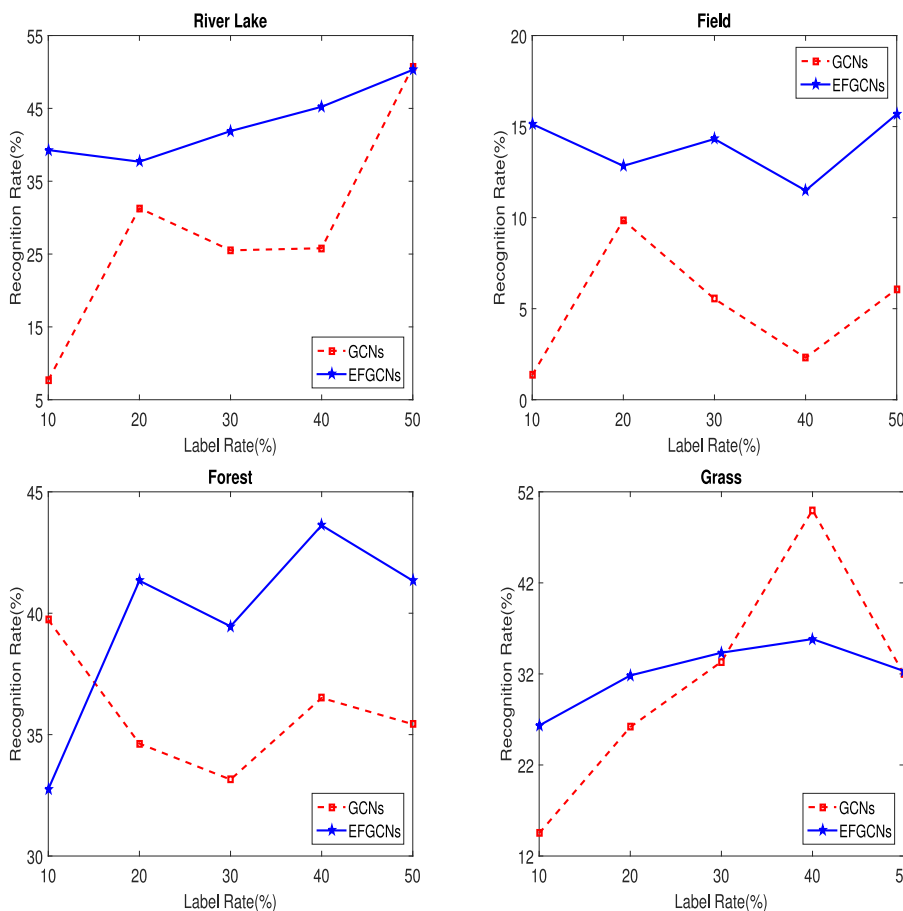 River Lake
55
45
35
25
15
5
Recognition Rate(%)
GCNs
EFGCNs
10 20 30 40 50
Label Rate(%)
Field
20
15
10
5
0
Recognition Rate(%)
GCNs
EFGCNs
10 20 30 40 50
Label Rate(%)
Forest
45
40
35
30
Recognition Rate(%)
GCNs
EFGCNs
10 20 30 40 50
Label Rate(%)
Grass
52
42
32
22
12
Recognition Rate(%)
GCNs
EFGCNs
10 20 30 40 50
Label Rate(%)